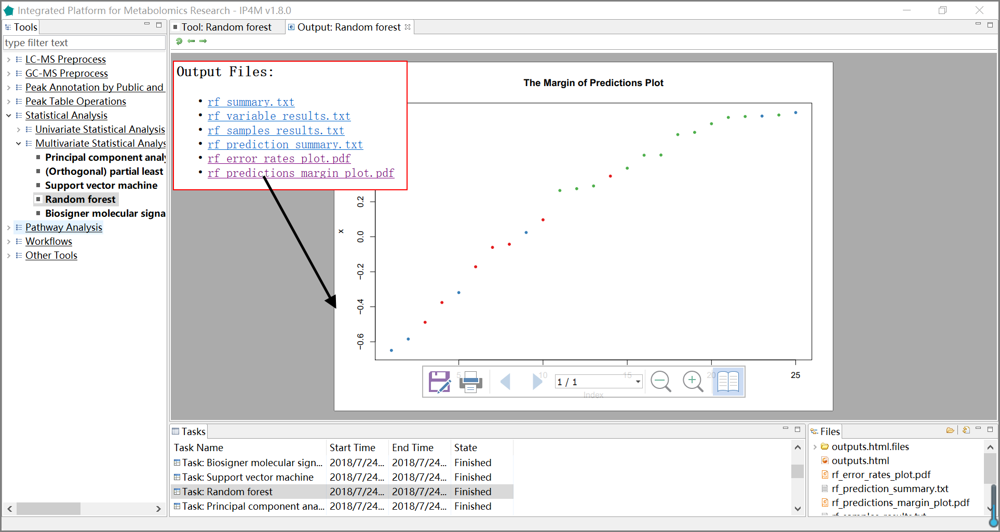 Integrated Platform for Metabolomics Research - IP4M v1.8.0
Tools
type filter text
LC-MS Preprocess
GC-MS Preprocess
Peak Annotation by Public and
Peak Table Operations
Statistical Analysis
Univariate Statistical Analysis
Multivariate Statistical Analys
Principal component anal
(Orthogonal) partial least
Support vector machine
Random forest
Biosigner molecular signa
Pathway Analysis
Workflows
Other Tools
Tool: Random forest
Output: Random forest
Output Files:
• rf_summary.txt
• rf_variable_results.txt
• rf_samples_results.txt
• rf_prediction_summary.txt
• rf_error_rates_plot.pdf
• rf_predictions_margin_plot.pdf
The Margin of Predictions Plot
x
0.2
0.0
−0.2
−0.4
−0.6
5
10
15
20
25
1 / 1
Index
Tasks
Task Name Start Time End Time State
Task: Biosigner molecular sign... 2018/7/24... 2018/7/24... Finished
Task: Support vector machine 2018/7/24... 2018/7/24... Finished
Task: Random forest 2018/7/24... 2018/7/24... Finished
Task: Principal component ana... 2018/7/24... 2018/7/24... Finished
Files
outputs.html.files
outputs.html
rf_error_rates_plot.pdf
rf_prediction_summary.txt
rf_predictions_margin_plot.pdf